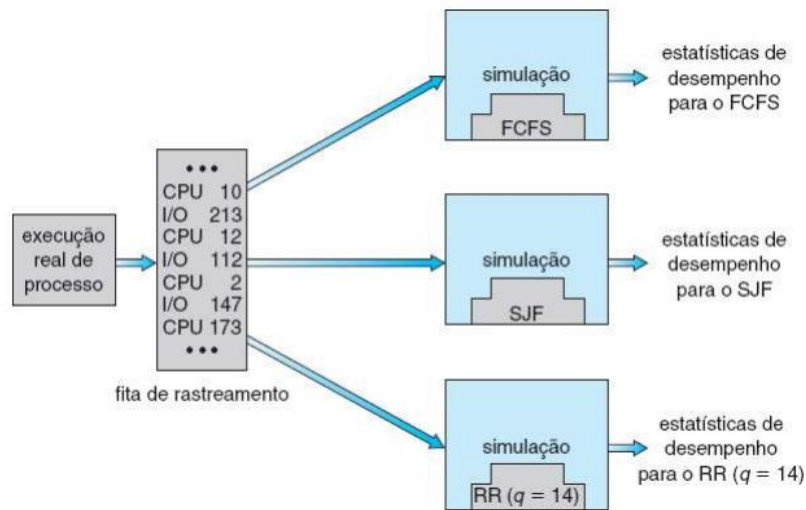 execução
real de
processo
• • •
CPU 10
I/O 213
CPU 12
I/O 112
CPU 2
I/O 147
CPU 173
• • •
fita de rastreamento
simulação
FCFS
estatísticas de
desempenho
para o FCFS
simulação
SJF
estatísticas de
desempenho
para o SJF
simulação
RR (q = 14)
estatísticas de
desempenho
para o RR (q = 14)